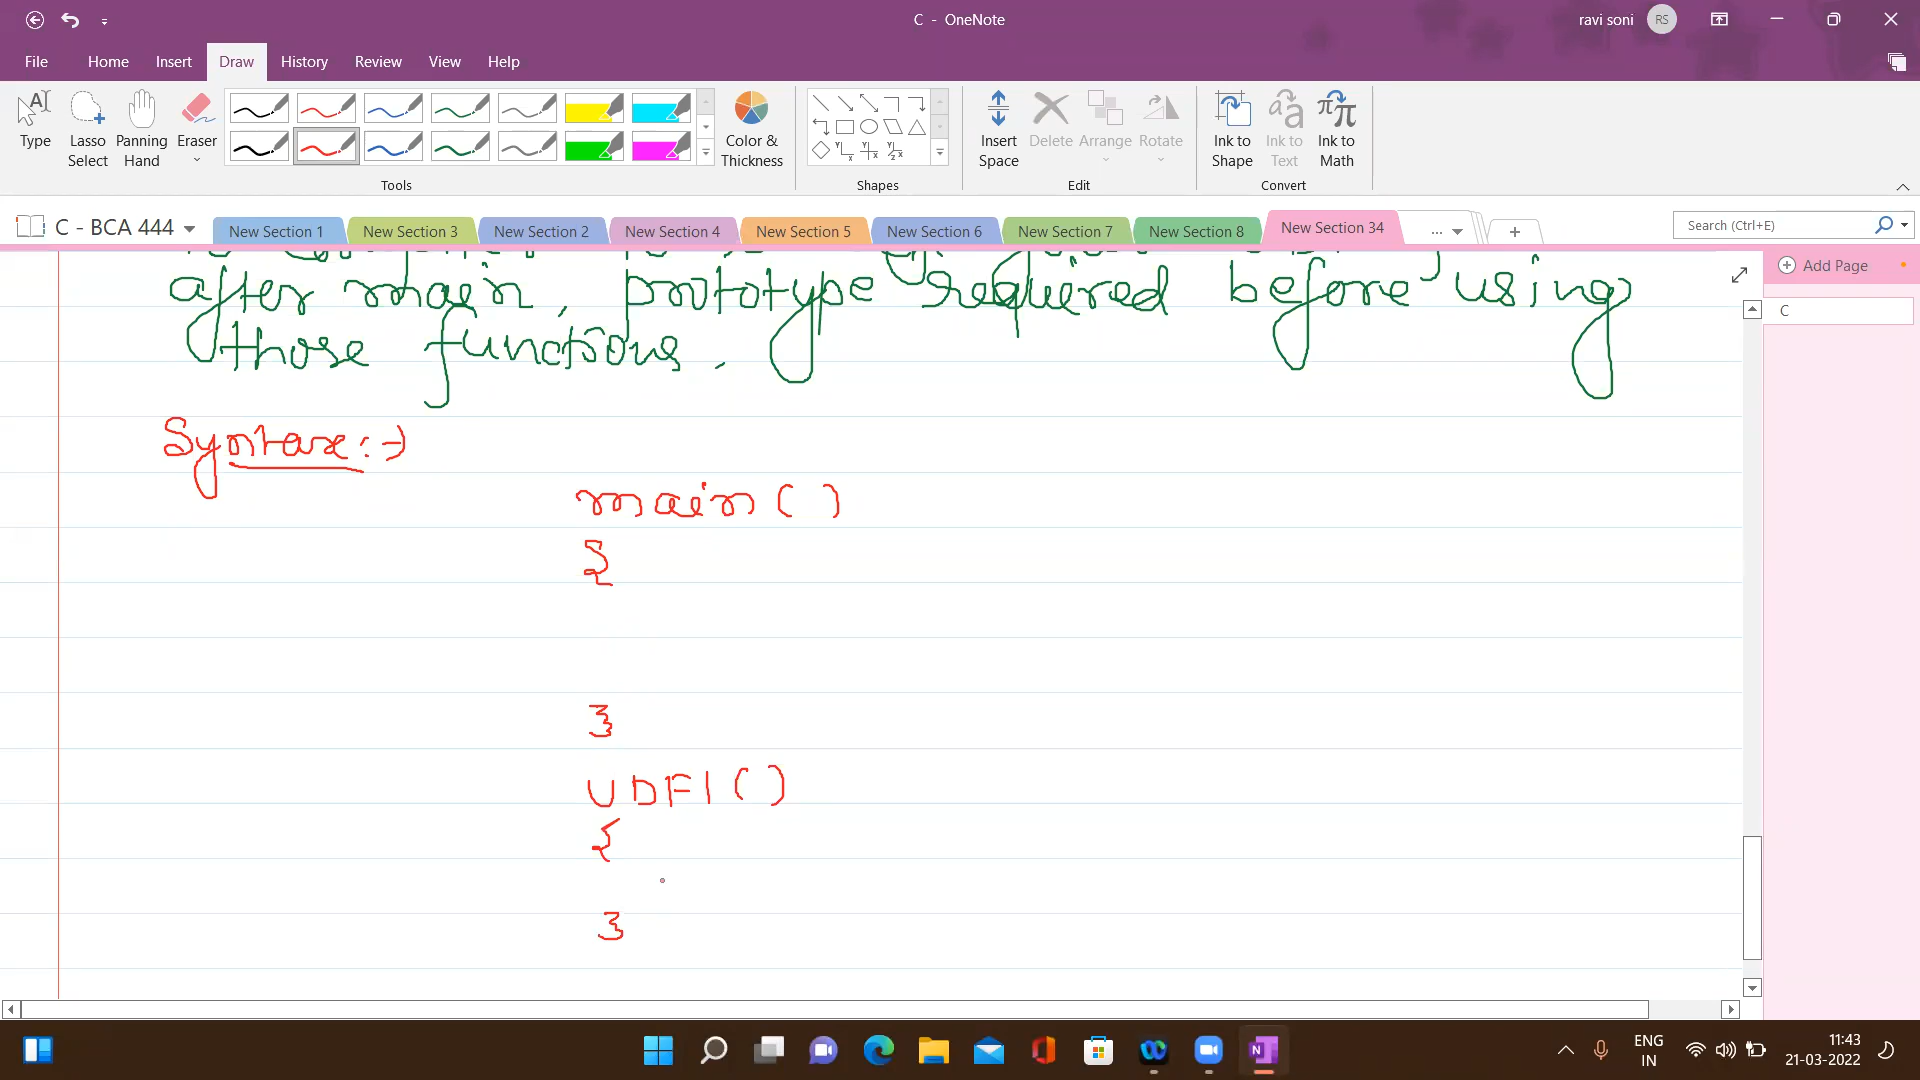 C - OneNote
ravi soni RS
File Home Insert Draw History Review View Help
Type Lasso Select Panning Hand Eraser Color & Thickness Insert Space Delete Arrange Rotate Ink to Shape Ink to Text Ink to Math
Tools Shapes Edit Convert
C - BCA 444 New Section 1 New Section 3 New Section 2 New Section 4 New Section 5 New Section 6 New Section 7 New Section 8 New Section 34 ... Search (Ctrl+E)
Add Page
C
after main, prototype required before using
those functions.
Syntax :->
main ( )
{
}
UDF1 ( )
{
}
ENG IN
11:43
21-03-2022